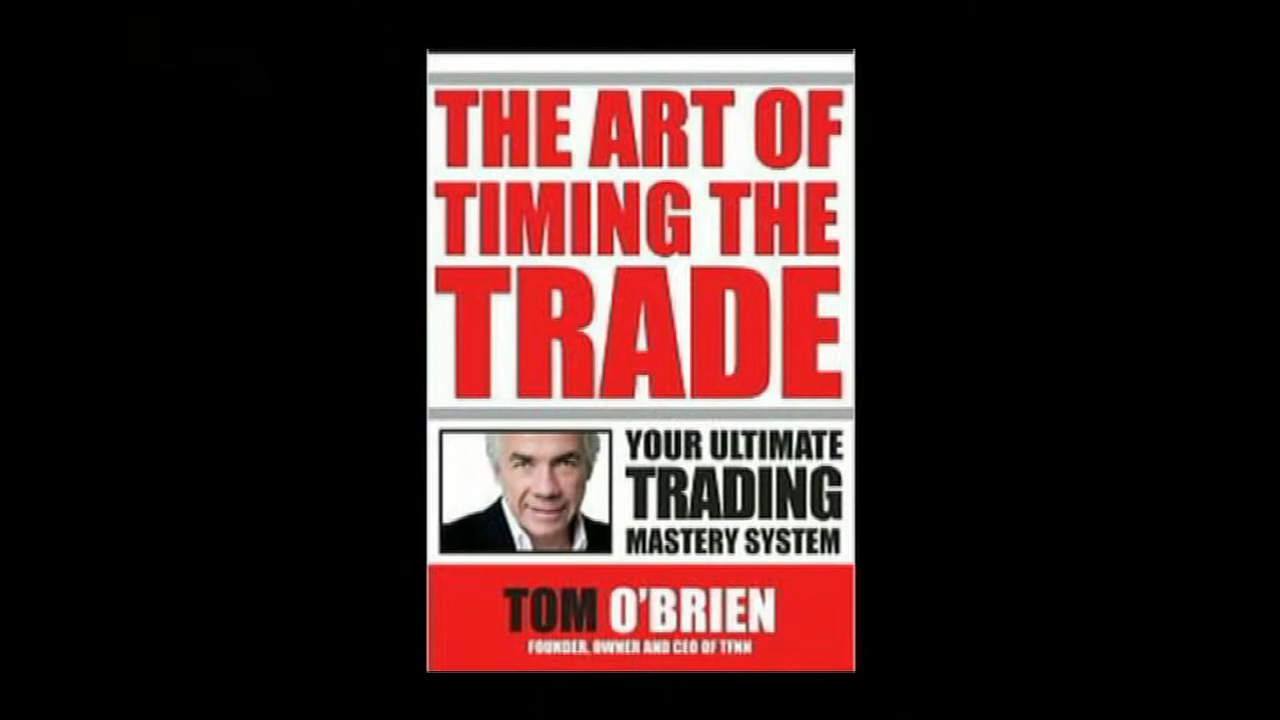 THE ART OF
TIMING THE
TRADE
YOUR ULTIMATE
TRADING
MASTERY SYSTEM
TOM O'BRIEN
FOUNDER, OWNER AND CEO OF TFNN